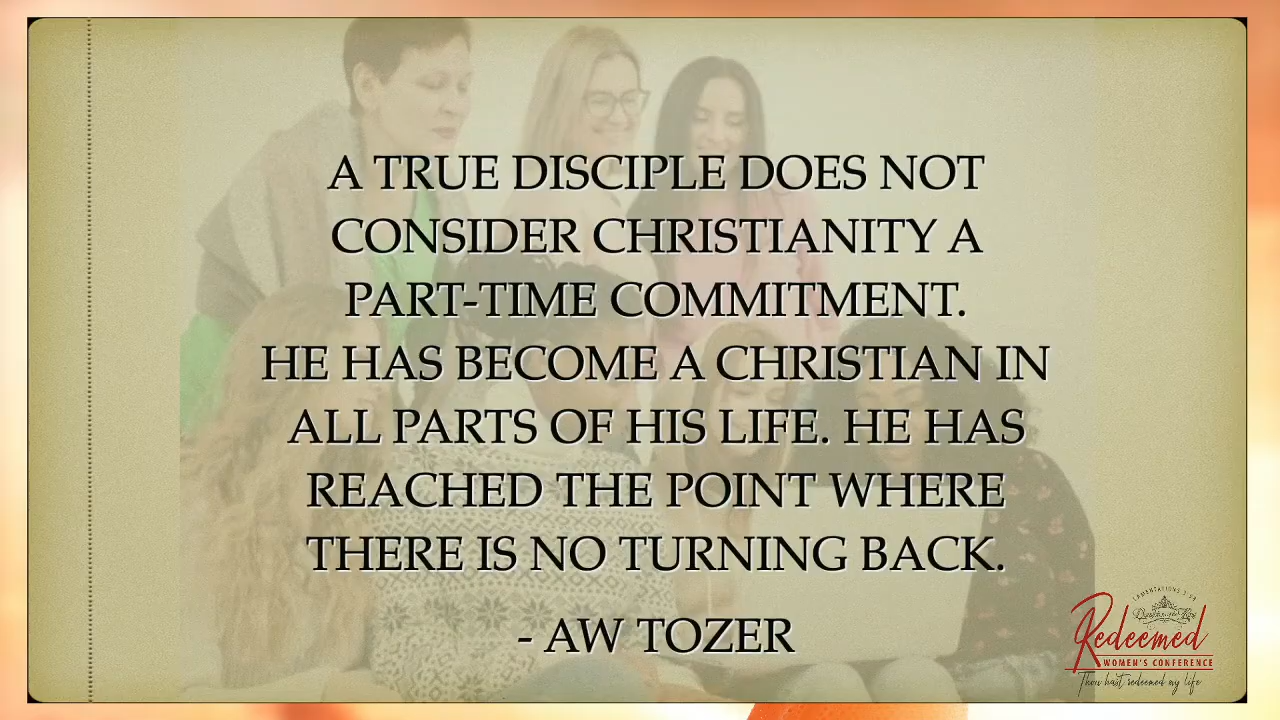 A TRUE DISCIPLE DOES NOT
CONSIDER CHRISTIANITY A
PART-TIME COMMITMENT.
HE HAS BECOME A CHRISTIAN IN
ALL PARTS OF HIS LIFE. HE HAS
REACHED THE POINT WHERE
THERE IS NO TURNING BACK.
- AW TOZER
Redeemed
WOMEN'S CONFERENCE
Thou hast redeemed my life